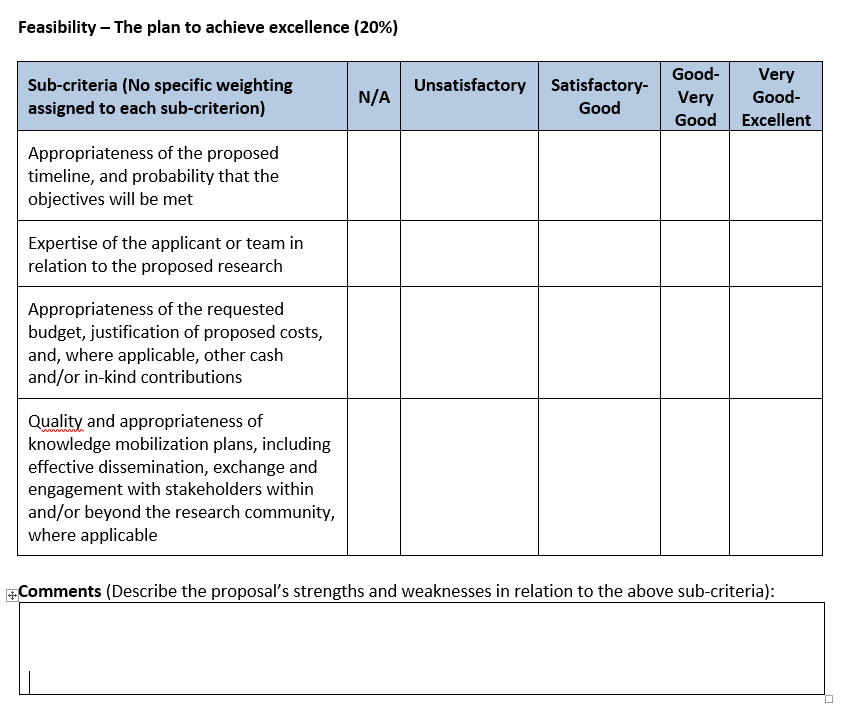 Feasibility – The plan to achieve excellence (20%)
Sub-criteria (No specific weighting
assigned to each sub-criterion)
N/A
Unsatisfactory
Satisfactory-
Good
Good-
Very
Good
Very
Good-
Excellent
Appropriateness of the proposed
timeline, and probability that the
objectives will be met
Expertise of the applicant or team in
relation to the proposed research
Appropriateness of the requested
budget, justification of proposed costs,
and, where applicable, other cash
and/or in-kind contributions
Quality and appropriateness of
knowledge mobilization plans, including
effective dissemination, exchange and
engagement with stakeholders within
and/or beyond the research community,
where applicable
Comments (Describe the proposal’s strengths and weaknesses in relation to the above sub-criteria):